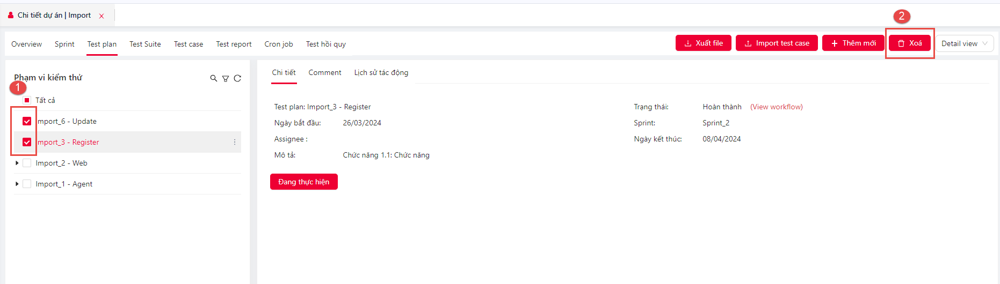 Chi tiết dự án | Import x
2
Overview Sprint Test plan Test Suite Test case Test report Cron job Test hồi quy Xuất file Import test case Thêm mới Xoá Detail view
Phạm vi kiểm thử
1
Tất cả
Import_6 - Update
Import_3 - Register
Import_2 - Web
Import_1 - Agent
Chi tiết Comment Lịch sử tác động
Test plan: Import_3 - Register Trạng thái: Hoàn thành (View workflow)
Ngày bắt đầu: 26/03/2024 Sprint: Sprint_2
Assignee : Ngày kết thúc: 08/04/2024
Mô tả: Chức năng 1.1: Chức năng
Đang thực hiện